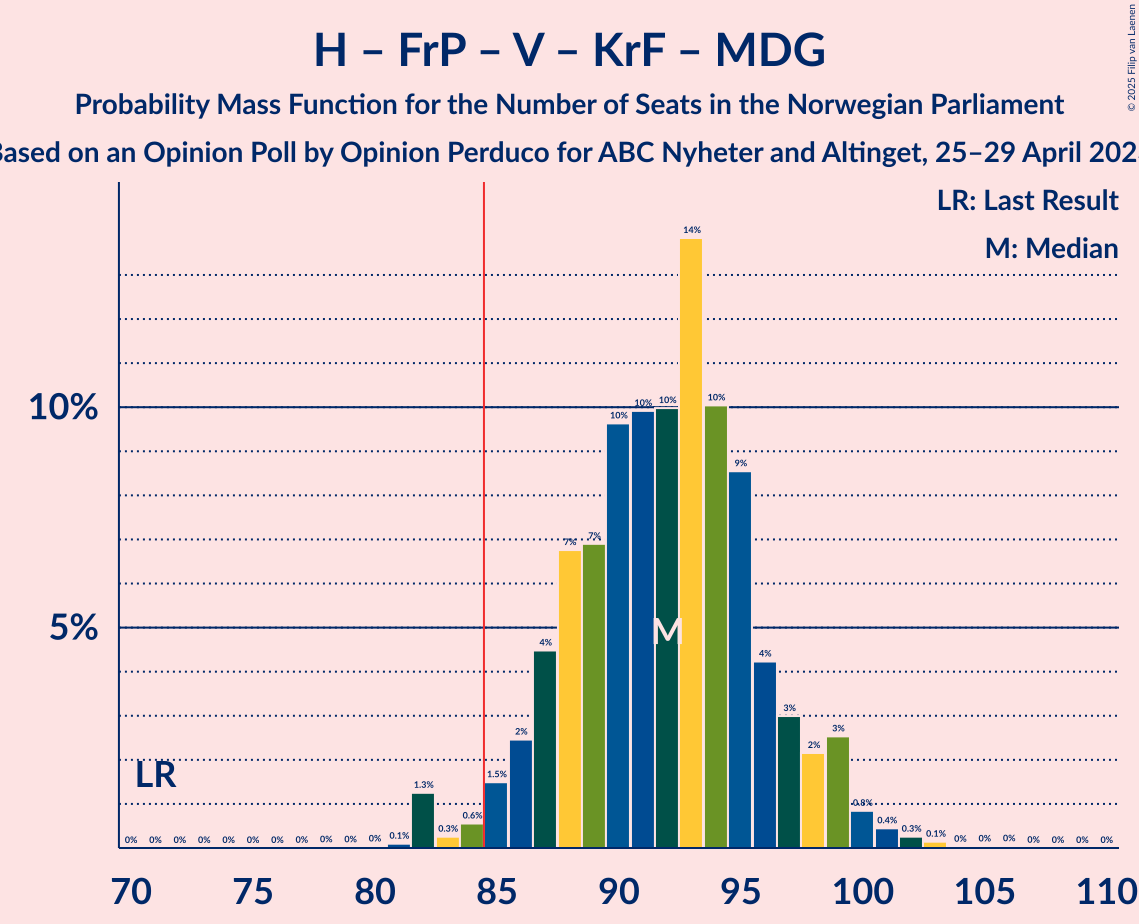 H – FrP – V – KrF – MDG
Probability Mass Function for the Number of Seats in the Norwegian Parliament
Based on an Opinion Poll by Opinion Perduco for ABC Nyheter and Altinget, 25–29 April 202
© 2025 Filip van Laenen
LR: Last Result
M: Median
14%
10%
10% 10% 10% 10%
9%
7% 7%
5%
M
4% 4%
3%
2% 2% 3%
LR
1.5%
1.3%
0.8%
0.6%
0.3% 0.4%
0% 0% 0% 0% 0% 0% 0% 0% 0% 0% 0% 0.1% 0.3% 0.1% 0% 0% 0% 0% 0% 0% 0%
70 75 80 85 90 95 100 105 110